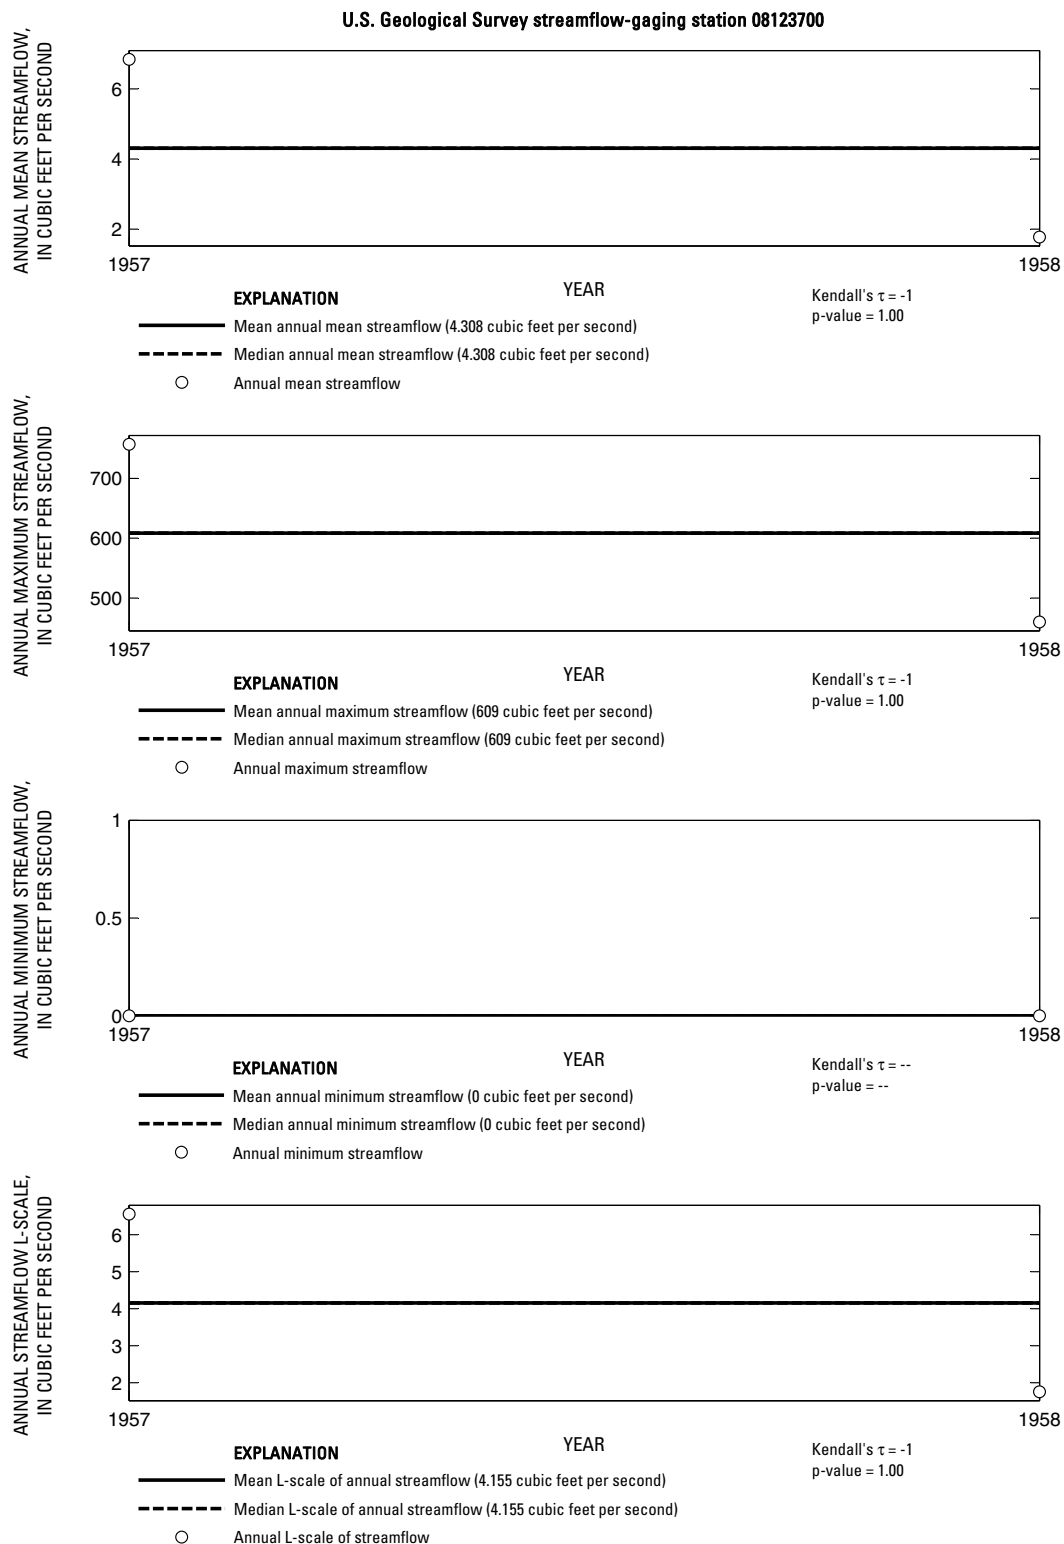 U.S. Geological Survey streamflow-gaging station 08123700
ANNUAL MEAN STREAMFLOW,
IN CUBIC FEET PER SECOND
6
4
2
1957
1958
YEAR
EXPLANATION
Mean annual mean streamflow (4.308 cubic feet per second)
Median annual mean streamflow (4.308 cubic feet per second)
Annual mean streamflow
Kendall's τ = -1
p-value = 1.00
ANNUAL MAXIMUM STREAMFLOW,
IN CUBIC FEET PER SECOND
700
600
500
1957
1958
YEAR
EXPLANATION
Mean annual maximum streamflow (609 cubic feet per second)
Median annual maximum streamflow (609 cubic feet per second)
Annual maximum streamflow
Kendall's τ = -1
p-value = 1.00
ANNUAL MINIMUM STREAMFLOW,
IN CUBIC FEET PER SECOND
1
0.5
0
1957
1958
YEAR
EXPLANATION
Mean annual minimum streamflow (0 cubic feet per second)
Median annual minimum streamflow (0 cubic feet per second)
Annual minimum streamflow
Kendall's τ = --
p-value = --
ANNUAL STREAMFLOW L-SCALE,
IN CUBIC FEET PER SECOND
6
5
4
3
2
1957
1958
YEAR
EXPLANATION
Mean L-scale of annual streamflow (4.155 cubic feet per second)
Median L-scale of annual streamflow (4.155 cubic feet per second)
Annual L-scale of streamflow
Kendall's τ = -1
p-value = 1.00